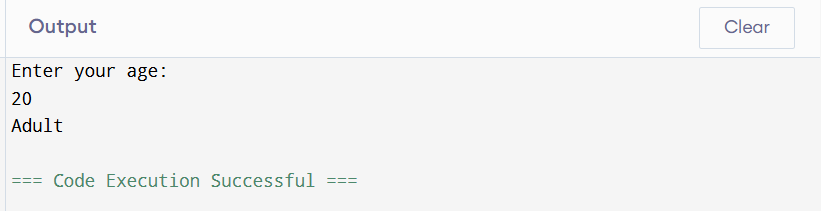 Output
Clear
Enter your age:
20
Adult
=== Code Execution Successful ===